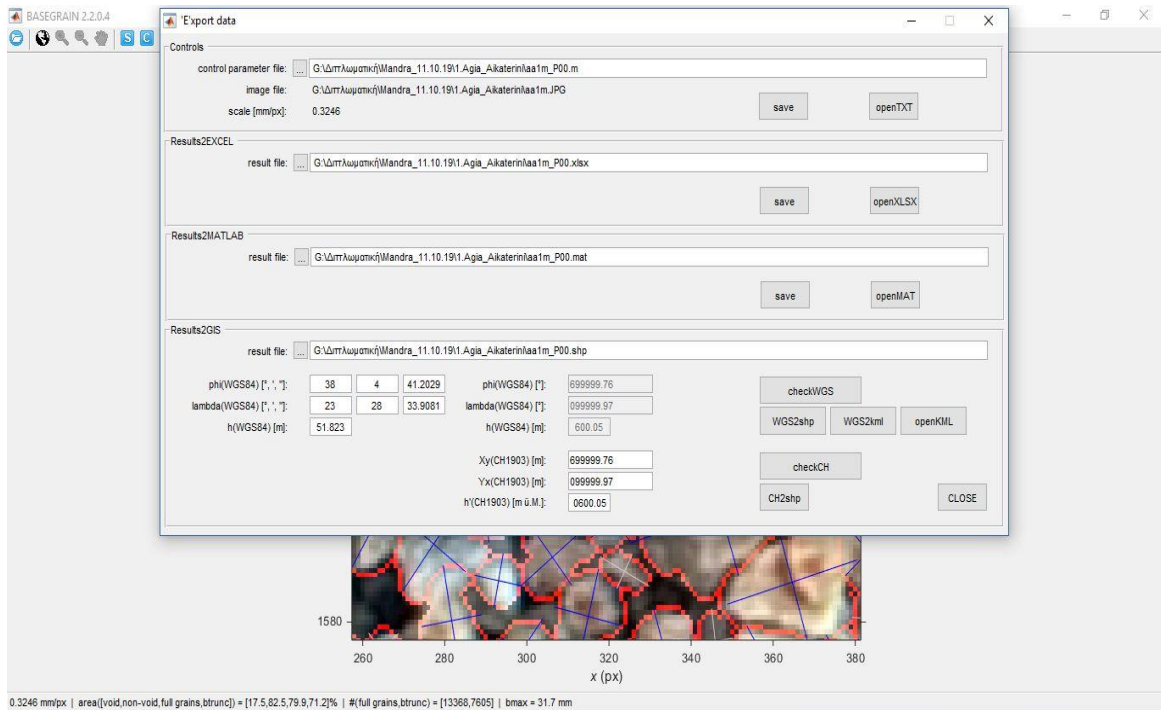 BASEGRAIN 2.2.0.4
S C
'E'xport data
Controls
control parameter file: ... G:\Διπλωματική\Mandra_11.10.19\1.Agia_Aikaterini\aa1m_P00.m
image file: G:\Διπλωματική\Mandra_11.10.19\1.Agia_Aikaterini\aa1m.JPG
scale [mm/px]: 0.3246
save openTXT
Results2EXCEL
result file: ... G:\Διπλωματική\Mandra_11.10.19\1.Agia_Aikaterini\aa1m_P00.xlsx
save openXLSX
Results2MATLAB
result file: ... G:\Διπλωματική\Mandra_11.10.19\1.Agia_Aikaterini\aa1m_P00.mat
save openMAT
Results2GIS
result file: ... G:\Διπλωματική\Mandra_11.10.19\1.Agia_Aikaterini\aa1m_P00.shp
phi(WGS84) [°, ', "]: 38 4 41.2029 phi(WGS84) [°]: 699999.76 checkWGS
lambda(WGS84) [°, ', "]: 23 28 33.9081 lambda(WGS84) [°]: 099999.97
h(WGS84) [m]: 51.823 h(WGS84) [m]: 600.05 WGS2shp WGS2kml openKML
Xy(CH1903) [m]: 699999.76 checkCH
Yx(CH1903) [m]: 099999.97
h'(CH1903) [m ü.M.]: 0600.05 CH2shp CLOSE
1580
260 280 300 320 340 360 380
x (px)
0.3246 mm/px | area([void,non-void,full grains,btrunc]) = [17.5,82.5,79.9,71.2]% | #(full grains,btrunc) = [13368,7605] | bmax = 31.7 mm